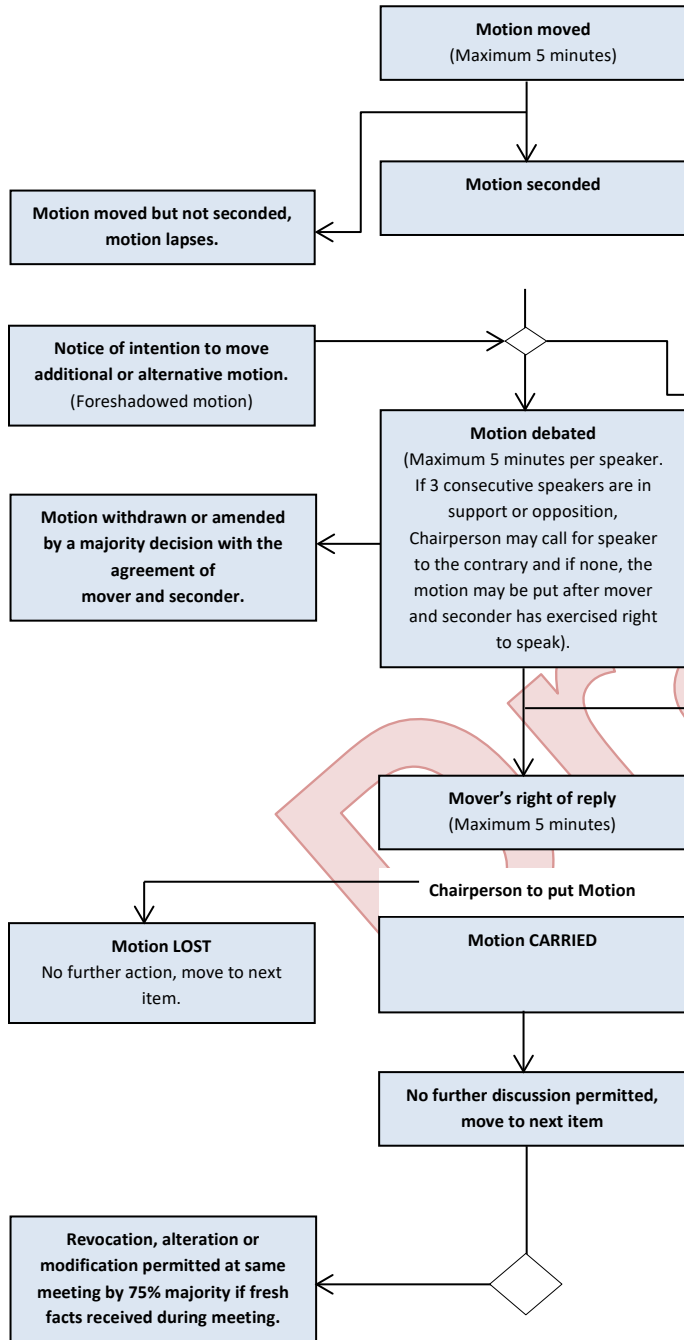 Motion moved
(Maximum 5 minutes)
Motion seconded
Motion moved but not seconded,
motion lapses.
Notice of intention to move
additional or alternative motion.
(Foreshadowed motion)
Motion debated
(Maximum 5 minutes per speaker.
If 3 consecutive speakers are in
support or opposition,
Chairperson may call for speaker
to the contrary and if none, the
motion may be put after mover
and seconder has exercised right
to speak).
Motion withdrawn or amended
by a majority decision with the
agreement of
mover and seconder.
Mover's right of reply
(Maximum 5 minutes)
Chairperson to put Motion
Motion LOST
No further action, move to next
item.
Motion CARRIED
No further discussion permitted,
move to next item
Revocation, alteration or
modification permitted at same
meeting by 75% majority if fresh
facts received during meeting.